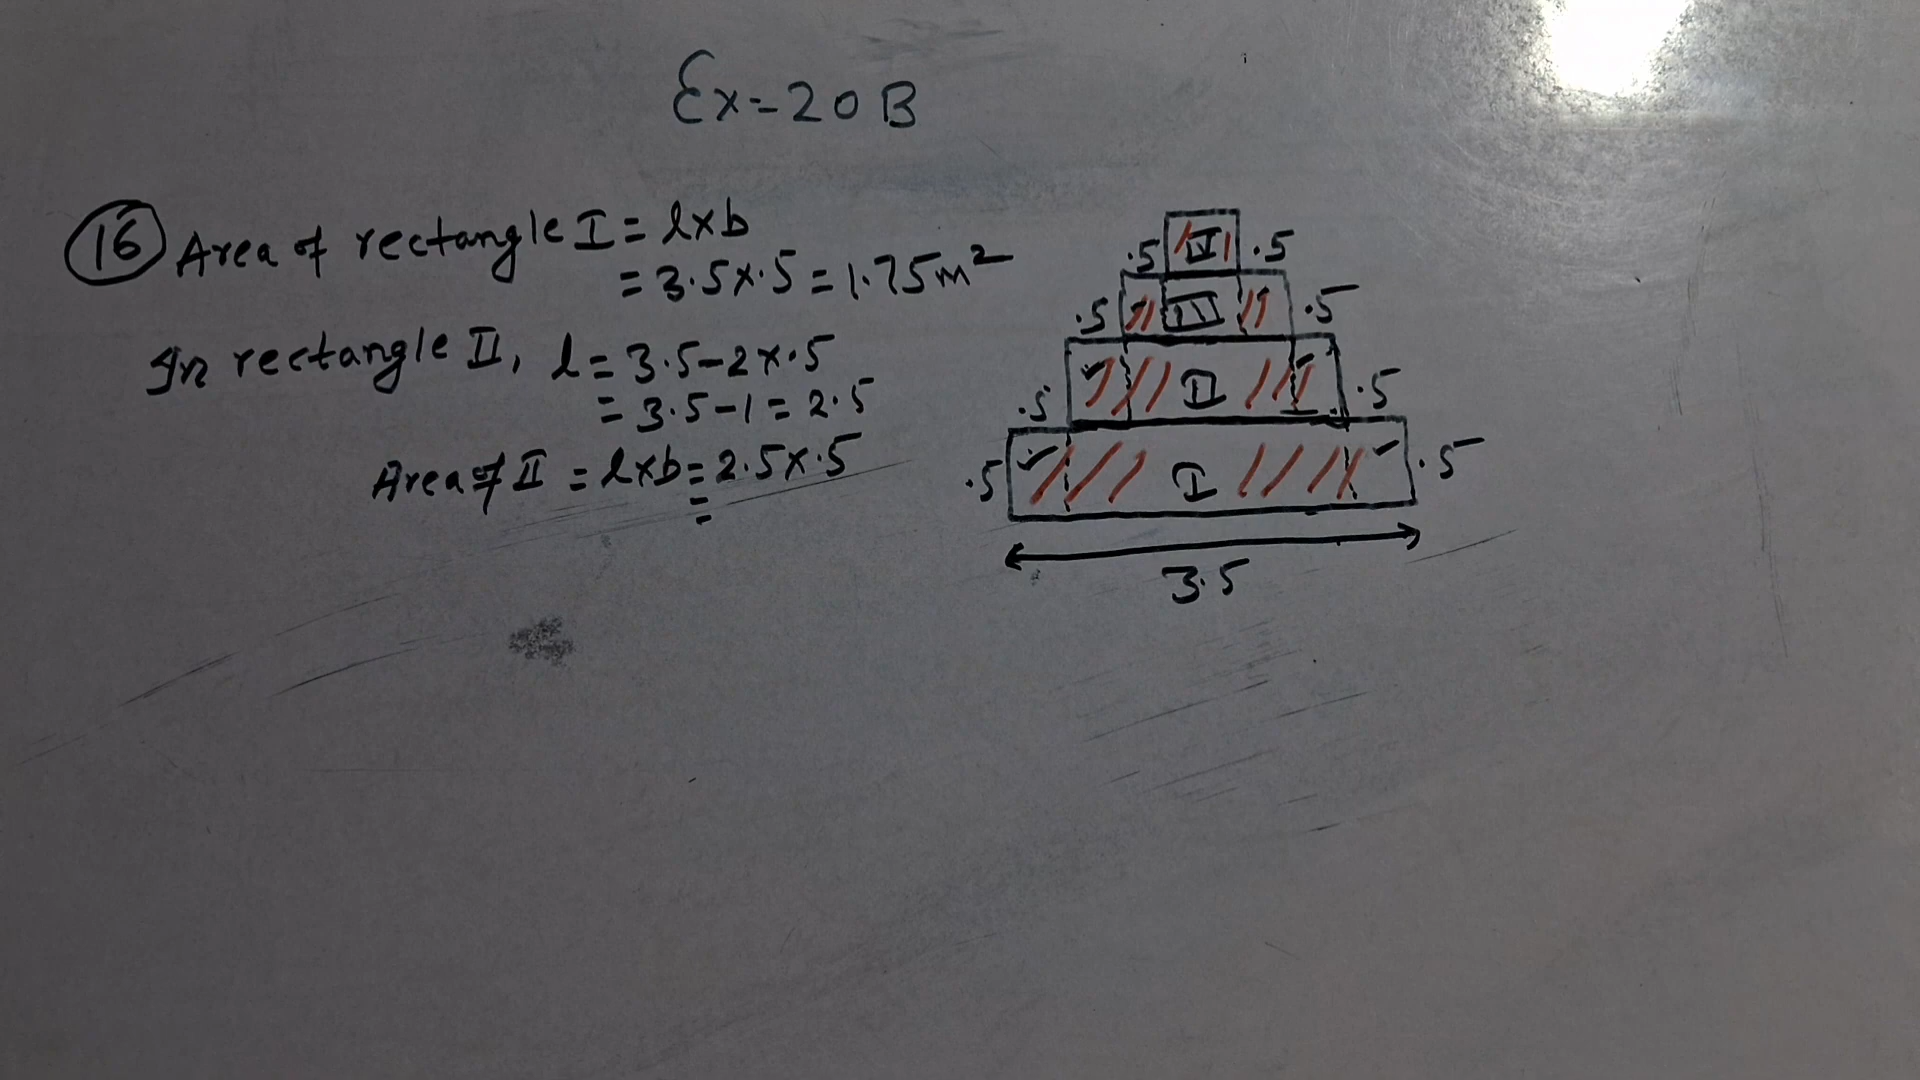 Ex-20 B
16 Area of rectangle I = l×b
= 3.5×.5 = 1.75m²
In rectangle II, l = 3.5-2×.5
= 3.5-1 = 2.5
Area of II = l×b = 2.5×.5
=
.5 IV .5
.5 III .5
.5 II .5
.5 I .5
3.5